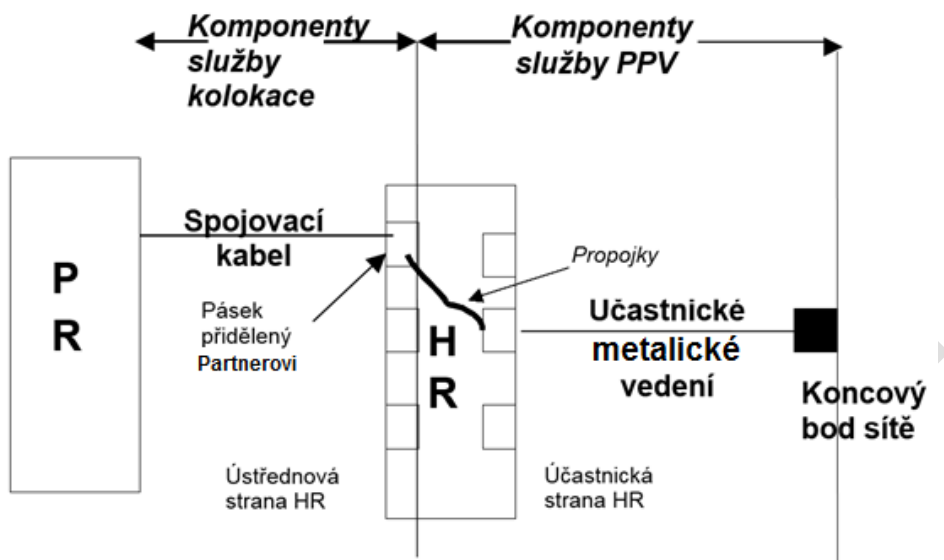 Komponenty
služby
kolokace
Komponenty
služby PPV
P
R
Spojovací
kabel
Pásek
přidělený
Partnerovi
H
R
Propojky
Učastnické
metalické
vedení
Koncový
bod sítě
Ústřednová
strana HR
Účastnická
strana HR